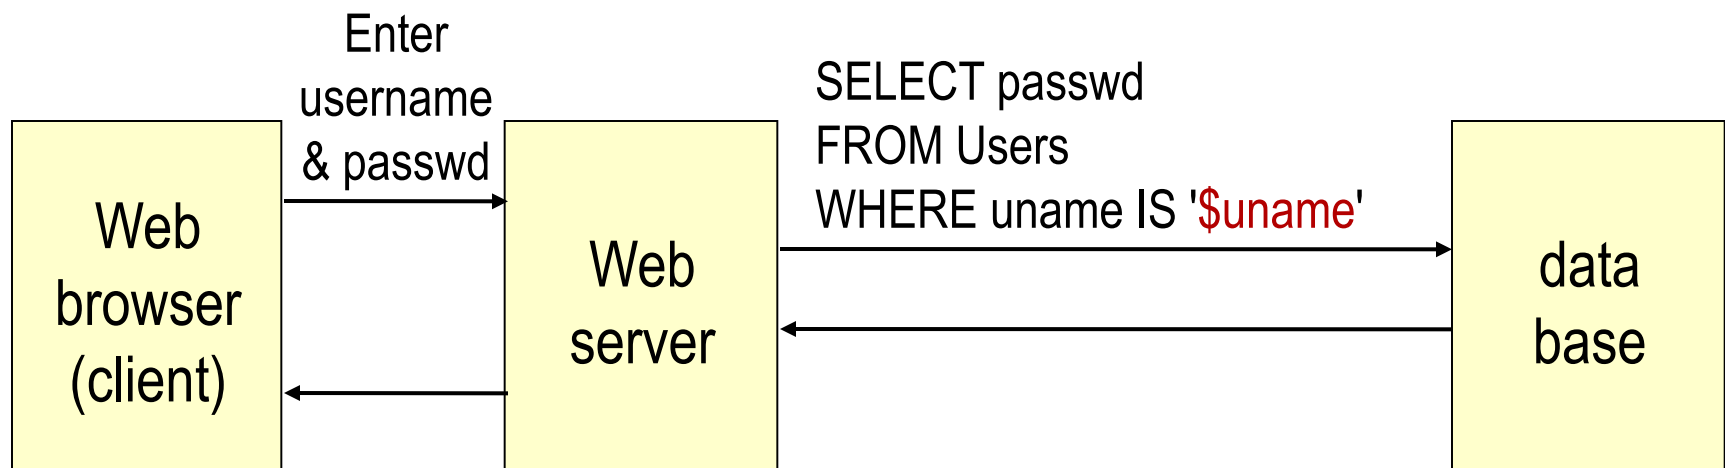 Enter
username
& passwd
SELECT passwd
FROM Users
WHERE uname IS '$uname'
Web
browser
(client)
Web
server
data
base